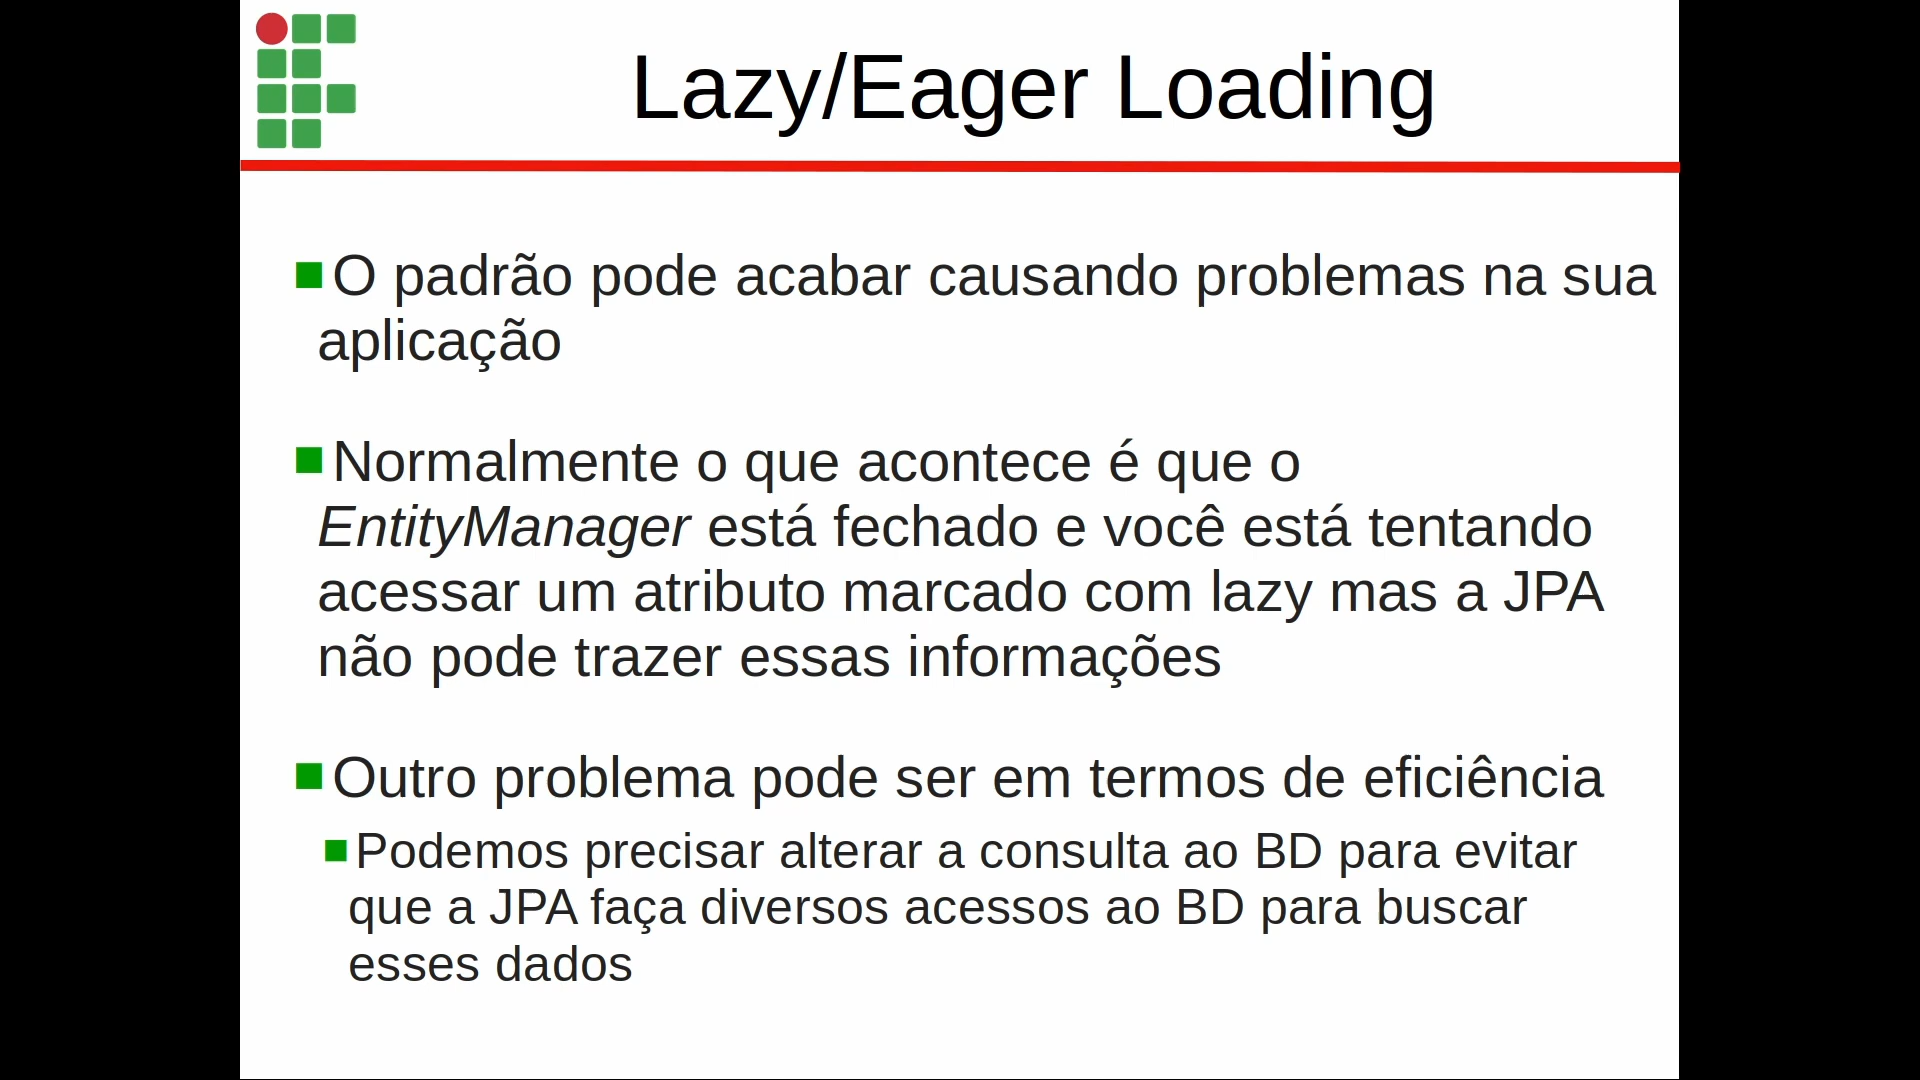 Lazy/Eager Loading
O padrão pode acabar causando problemas na sua
aplicação
Normalmente o que acontece é que o
EntityManager está fechado e você está tentando
acessar um atributo marcado com lazy mas a JPA
não pode trazer essas informações
Outro problema pode ser em termos de eficiência
Podemos precisar alterar a consulta ao BD para evitar
que a JPA faça diversos acessos ao BD para buscar
esses dados